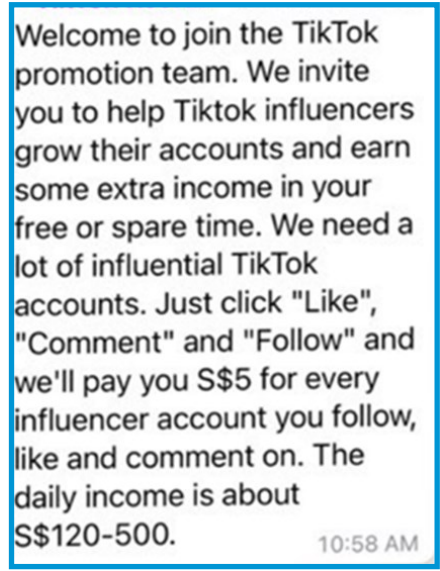 Welcome to join the TikTok
promotion team. We invite
you to help Tiktok influencers
grow their accounts and earn
some extra income in your
free or spare time. We need a
lot of influential TikTok
accounts. Just click "Like",
"Comment" and "Follow" and
we'll pay you S$5 for every
influencer account you follow,
like and comment on. The
daily income is about
S$120-500.
10:58 AM